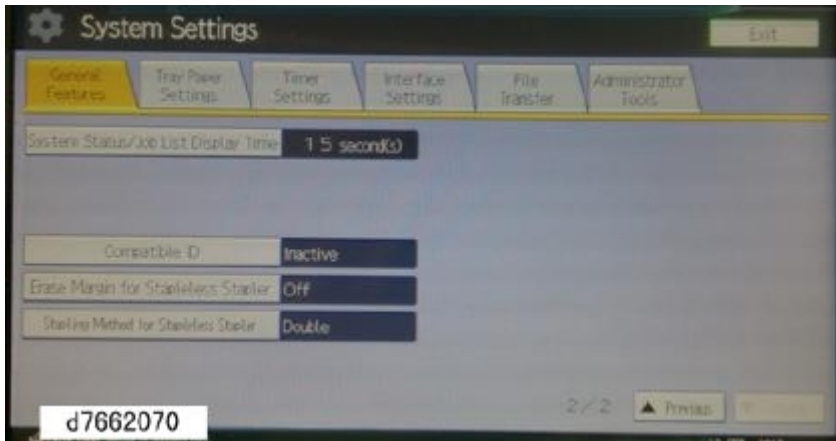 System Settings
Exit
General Features
Tray Paper Settings
Timer Settings
Interface Settings
File Transfer
Administrator Tools
System Status/Job List Display Time
15 second(s)
Compatible ID
Inactive
Erase Margin for Stapleless Stapler
Off
Stapling Method for Stapleless Stapler
Double
2/2
▲ Previous
d7662070